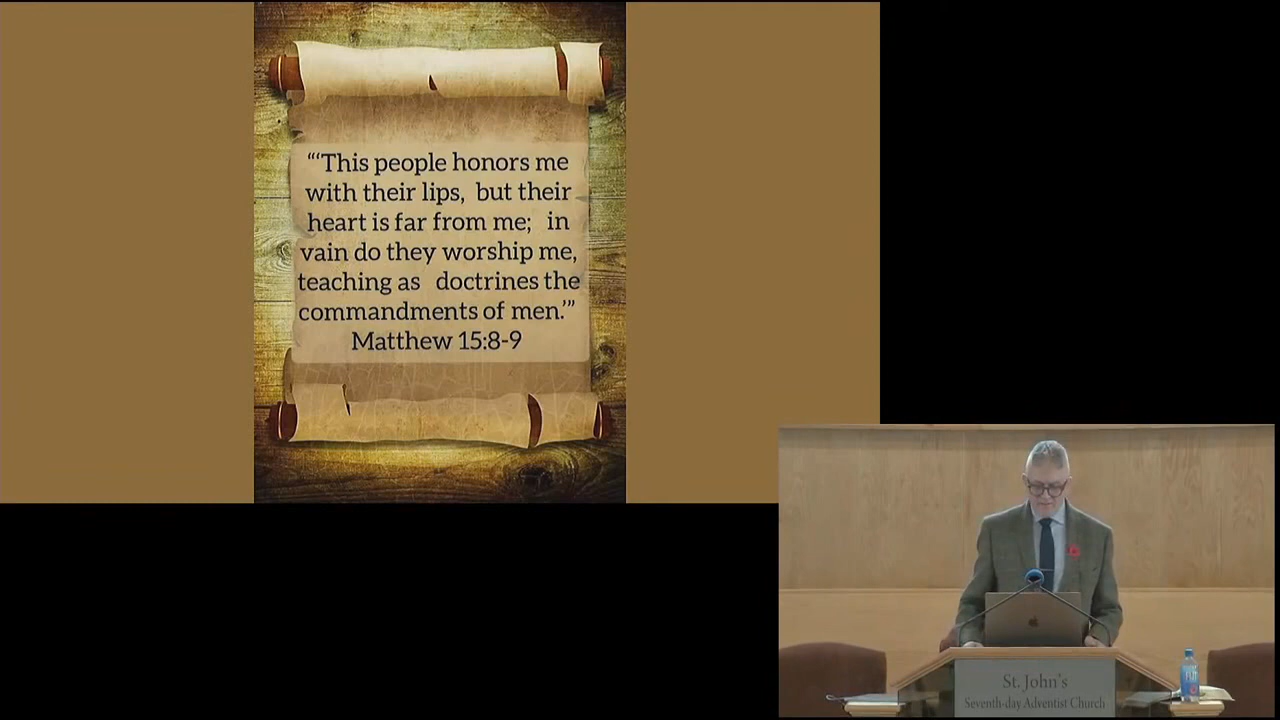 “‘This people honors me
with their lips, but their
heart is far from me; in
vain do they worship me,
teaching as doctrines the
commandments of men.’”
Matthew 15:8-9
St. John's
Seventh-day Adventist Church